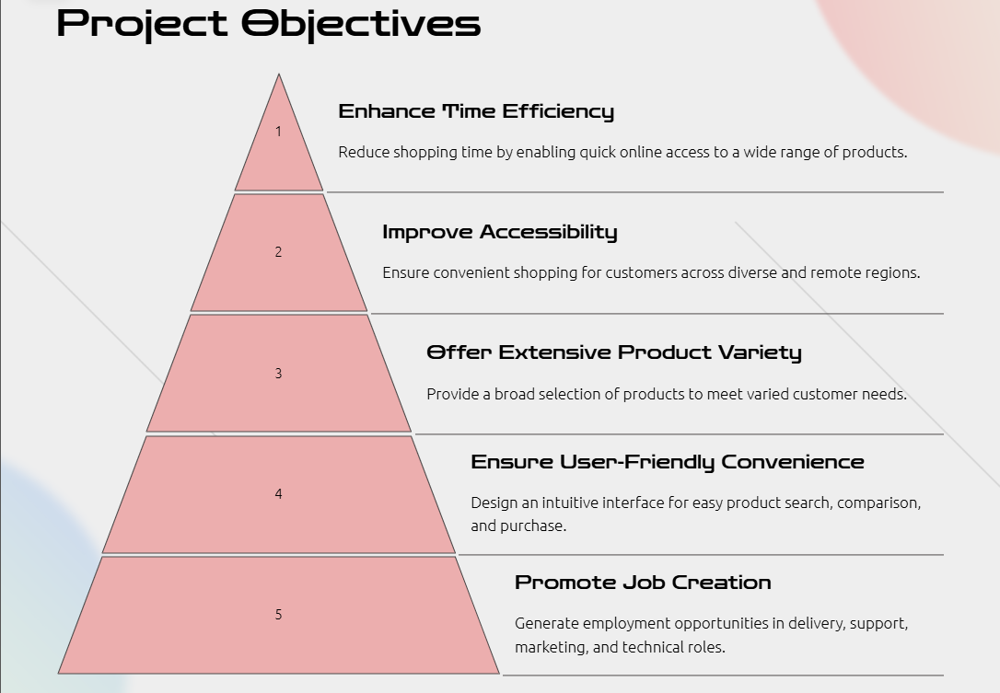 Project Objectives
1
Enhance Time Efficiency
Reduce shopping time by enabling quick online access to a wide range of products.
2
Improve Accessibility
Ensure convenient shopping for customers across diverse and remote regions.
3
Offer Extensive Product Variety
Provide a broad selection of products to meet varied customer needs.
4
Ensure User-Friendly Convenience
Design an intuitive interface for easy product search, comparison,
and purchase.
5
Promote Job Creation
Generate employment opportunities in delivery, support,
marketing, and technical roles.